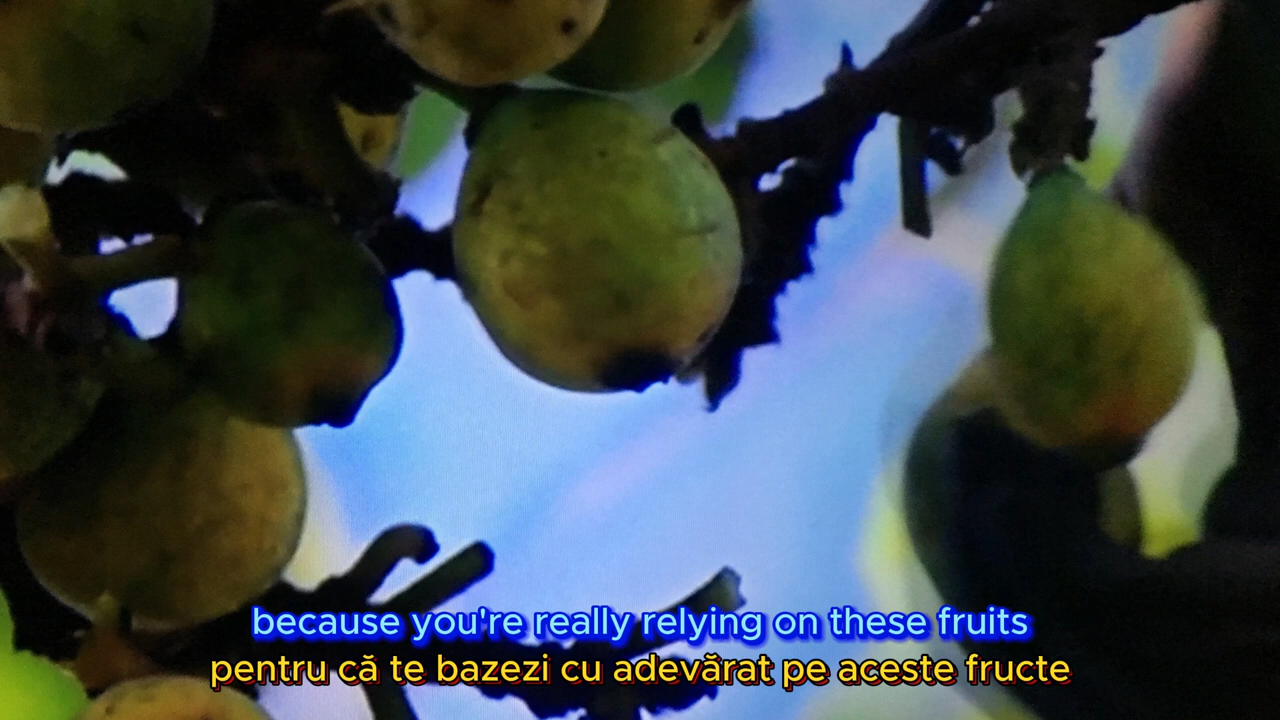 because you're really relying on these fruits
pentru că te bazezi cu adevărat pe aceste fructe